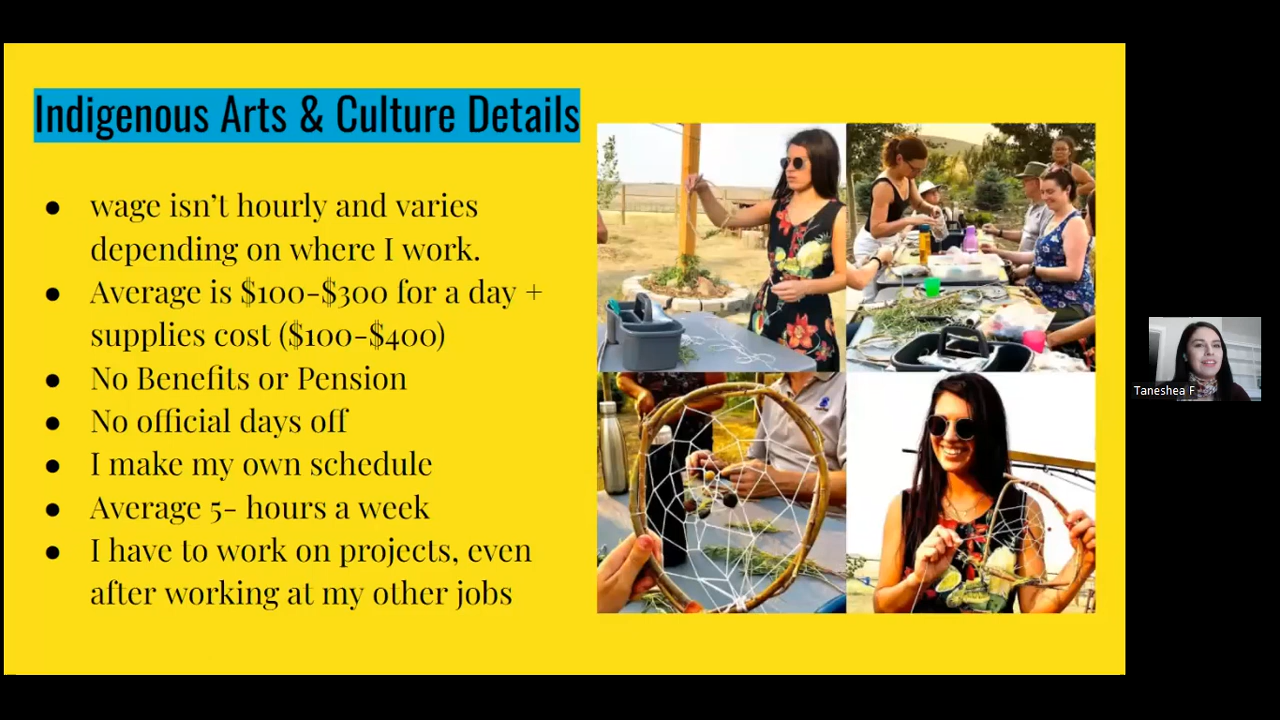 Indigenous Arts & Culture Details
● wage isn't hourly and varies
depending on where I work.
● Average is $100-$300 for a day +
supplies cost ($100-$400)
● No Benefits or Pension
● No official days off
● I make my own schedule
● Average 5- hours a week
● I have to work on projects, even
after working at my other jobs
Taneshea F